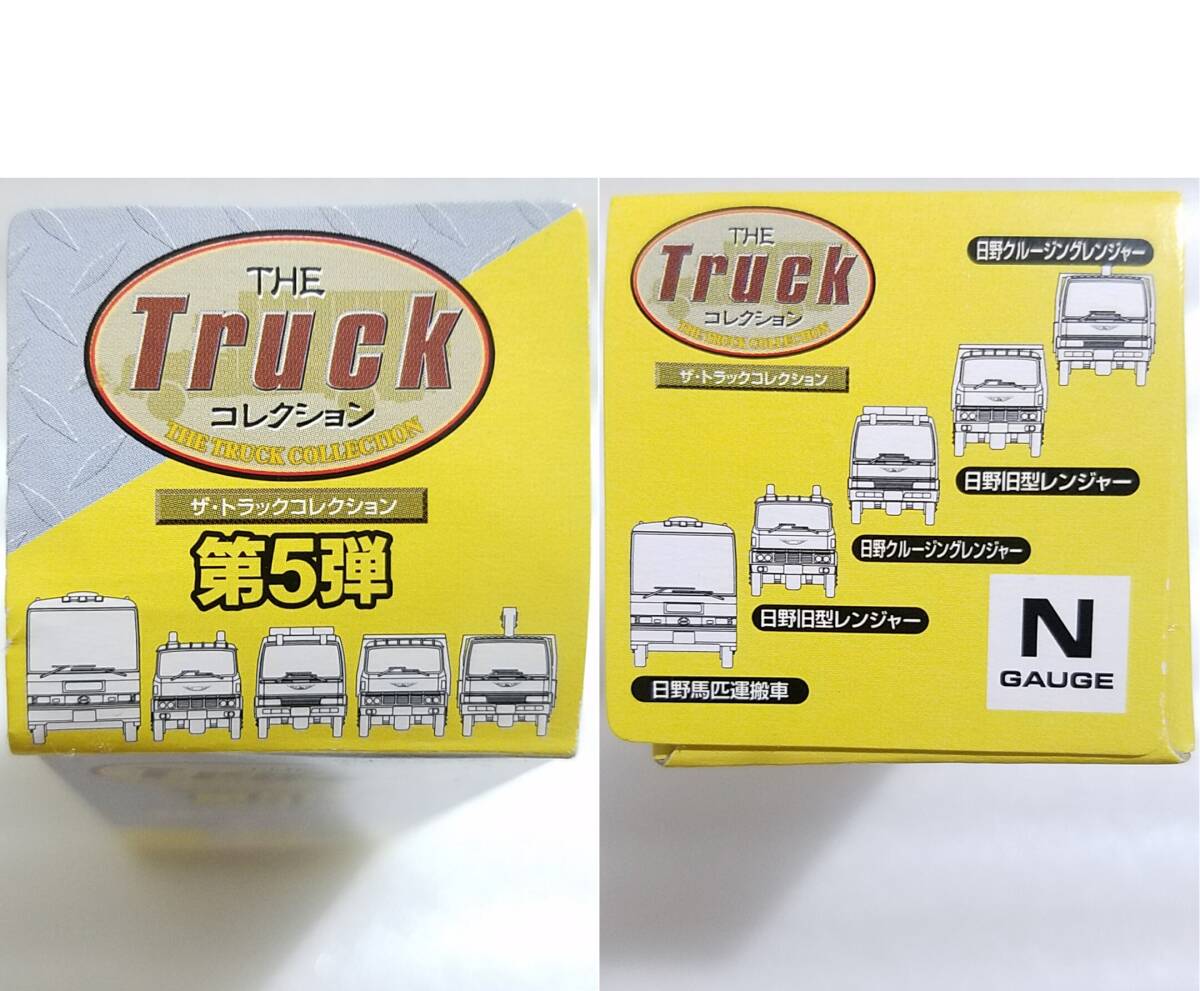 THE
Truck
コレクション
THE TRUCK COLLECTION
ザ・トラックコレクション
第5弾
THE
Truck
コレクション
THE TRUCK COLLECTION
ザ・トラックコレクション
日野クルージングレンジャー
日野旧型レンジャー
日野クルージングレンジャー
日野旧型レンジャー
日野馬匹運搬車
N
GAUGE